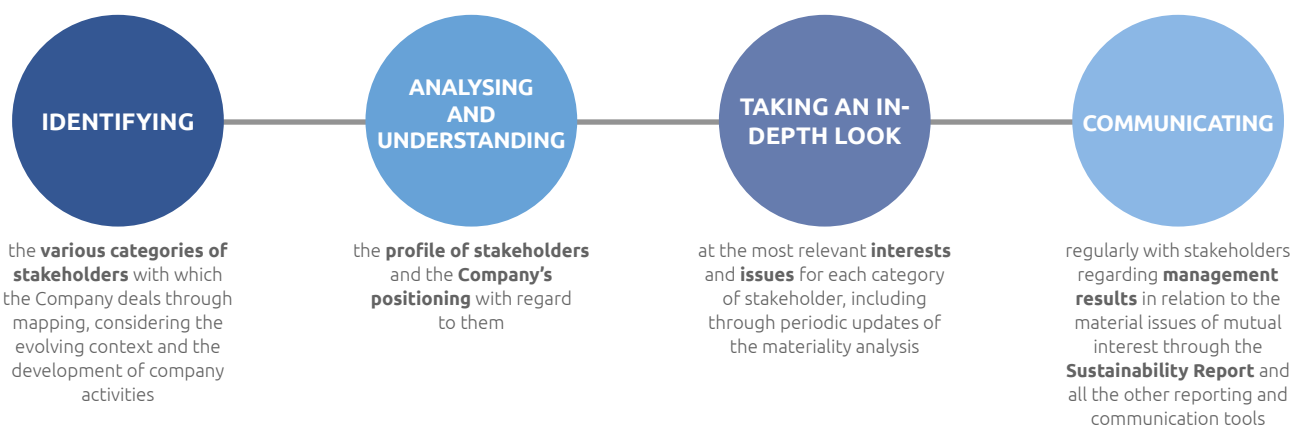 IDENTIFYING
the various categories of
stakeholders with which
the Company deals through
mapping, considering the
evolving context and the
development of company
activities
ANALYSING
AND
UNDERSTANDING
the profile of stakeholders
and the Company's
positioning with regard
to them
TAKING AN IN-
DEPTH LOOK
at the most relevant interests
and issues for each category
of stakeholder, including
through periodic updates of
the materiality analysis
COMMUNICATING
regularly with stakeholders
regarding management
results in relation to the
material issues of mutual
interest through the
Sustainability Report and
all the other reporting and
communication tools